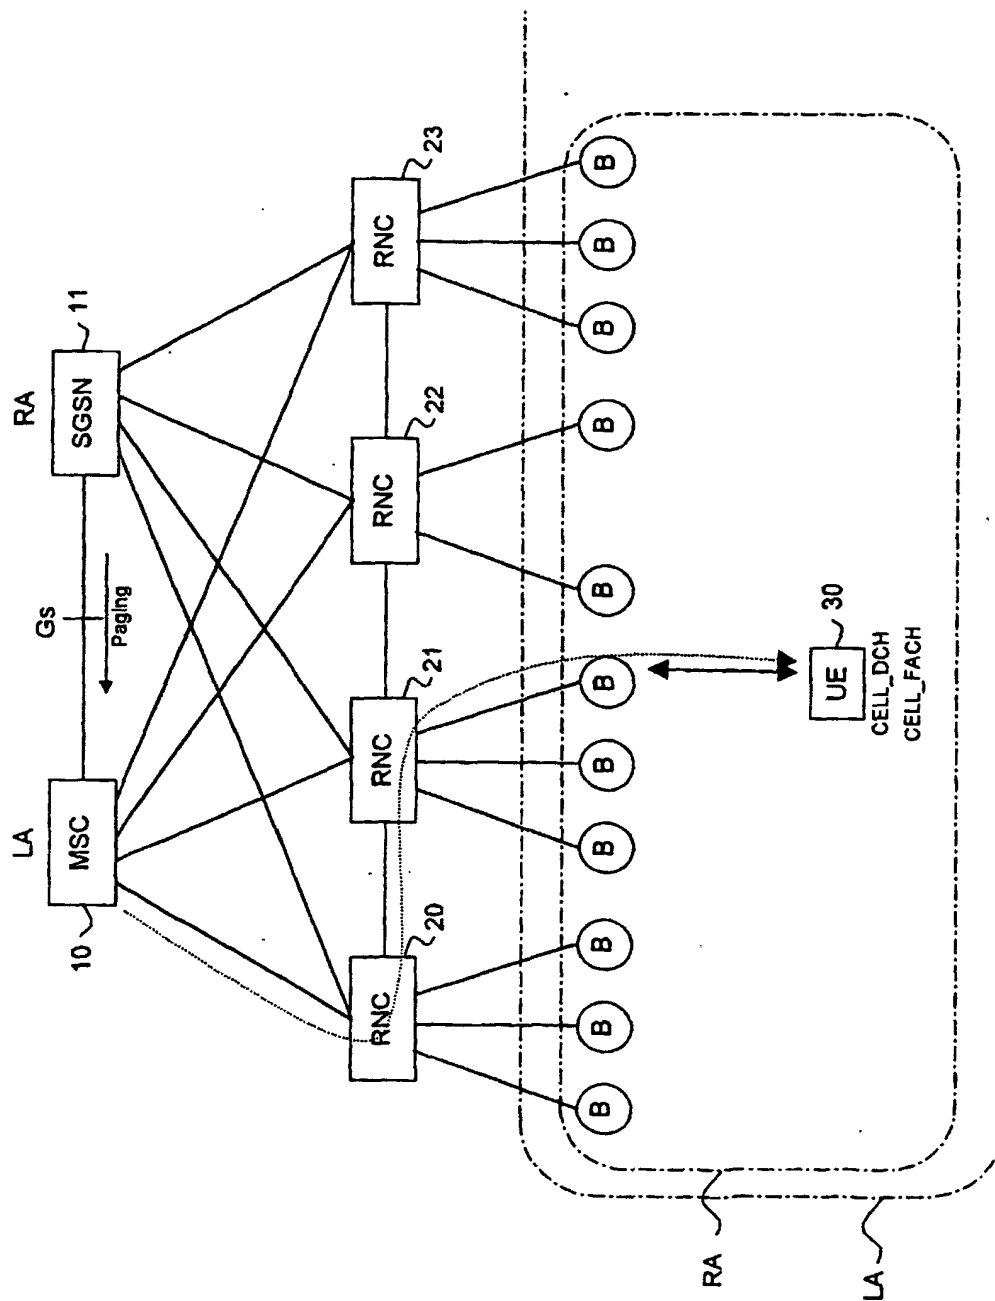 LA
RA
10
MSC
Gs
Paging
SGSN
11
RNC
20
RNC
21
RNC
22
RNC
23
B
B
B
B
B
B
B
B
B
B
B
UE
30
CELL_DCH
CELL_FACH
RA
LA